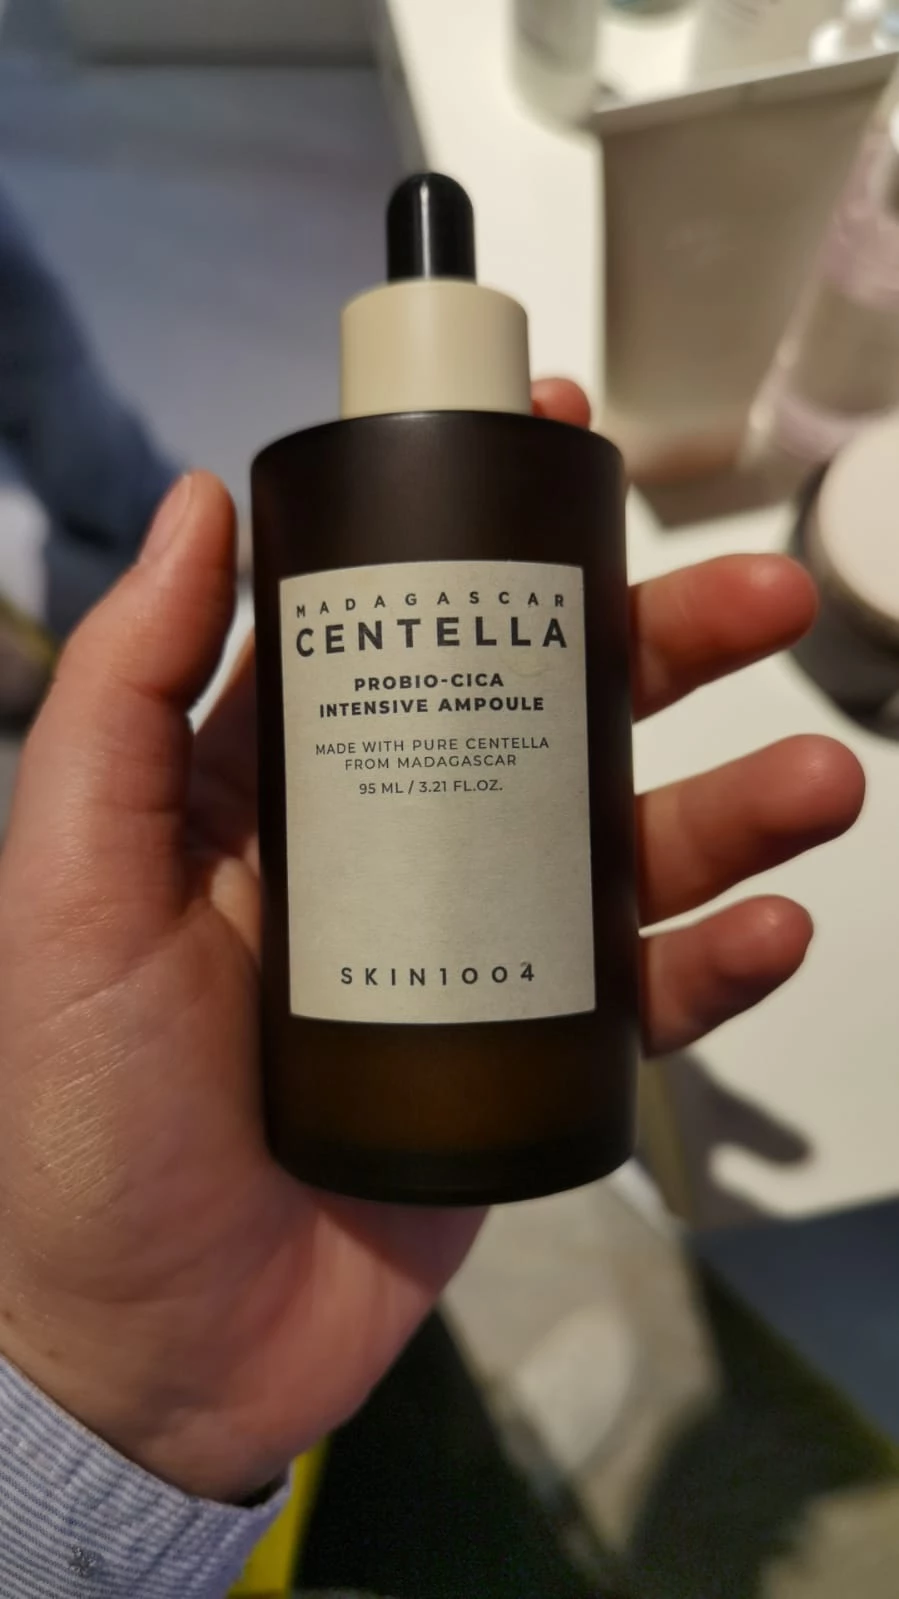 MADAGASCAR
CENTELLA
PROBIO-CICA
INTENSIVE AMPOULE
MADE WITH PURE CENTELLA
FROM MADAGASCAR
95 ML / 3.21 FL.OZ.
SKIN1004